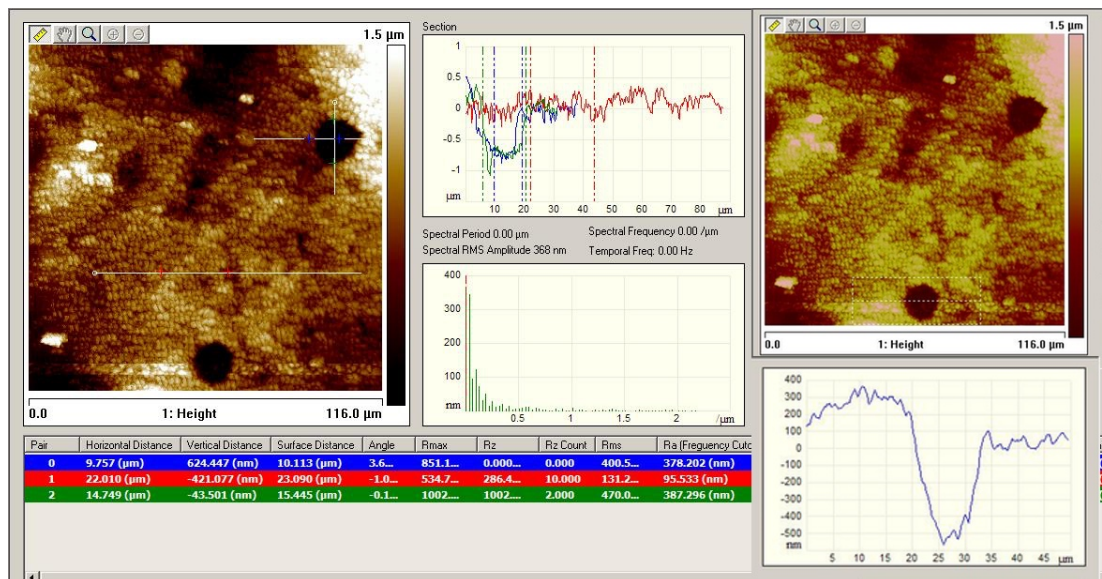 1.5 µm
0.0 1: Height 116.0 µm
Section
1
0.5
0
-0.5
-1
µm
10 20 30 40 50 60 70 80 µm
Spectral Period 0.00 µm Spectral Frequency 0.00 /µm
Spectral RMS Amplitude 368 nm Temporal Freq: 0.00 Hz
400
300
200
100
nm
0.5 1 1.5 2 /µm
1.5 µm
0.0 1: Height 116.0 µm
Pair Horizontal Distance Vertical Distance Surface Distance Angle Rmax Rz Rz Count Rms Ra (Frequency Cuto
0 9.757 (µm) 624.447 (nm) 10.113 (µm) 3.6... 851.1... 0.000... 0.000 400.5... 378.202 (nm)
1 22.010 (µm) -421.077 (nm) 23.090 (µm) -1.0... 534.7... 286.4... 10.000 131.2... 95.533 (nm)
2 14.749 (µm) -43.501 (nm) 15.445 (µm) -0.1... 1002.... 1002.... 2.000 470.0... 387.296 (nm)
400
300
200
100
0
-100
-200
-300
-400
-500
nm
5 10 15 20 25 30 35 40 45 µm